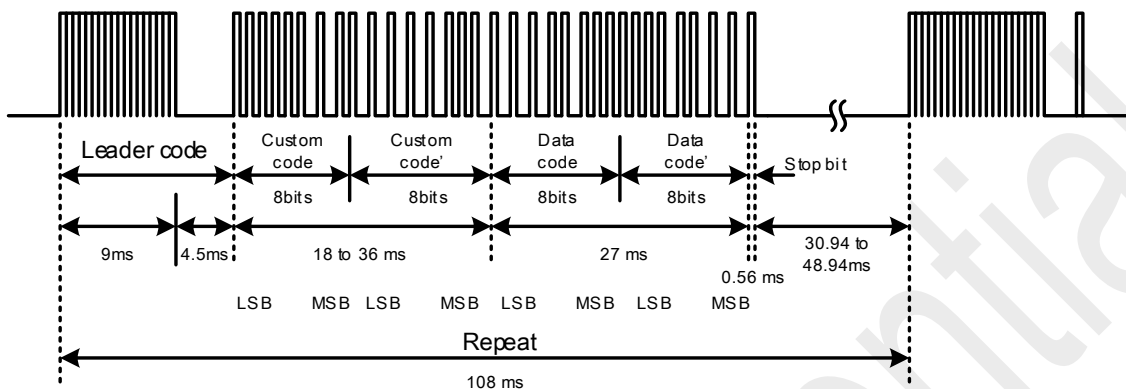 Leader code
Custom code
Custom code'
Data code
Data code'
Stop bit
8bits
8bits
8bits
8bits
9ms
4.5ms
18 to 36 ms
27 ms
30.94 to
48.94ms
0.56 ms
LSB
MSB
LSB
MSB
LSB
MSB
LSB
MSB
Repeat
108 ms